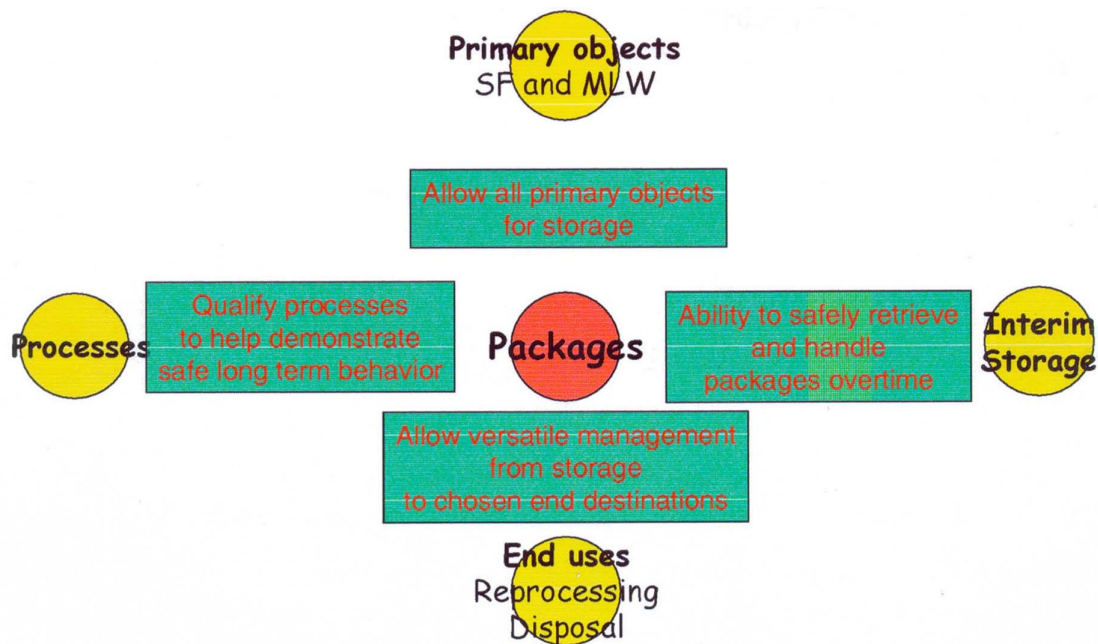 Primary objects
SF and MLW
Allow all primary objects
for storage
Processes
Qualify processes
to help demonstrate
safe long term behavior
Packages
Ability to safely retrieve
and handle
packages overtime
Interim
Storage
Allow versatile management
from storage
to chosen end destinations
End uses
Reprocessing
Disposal